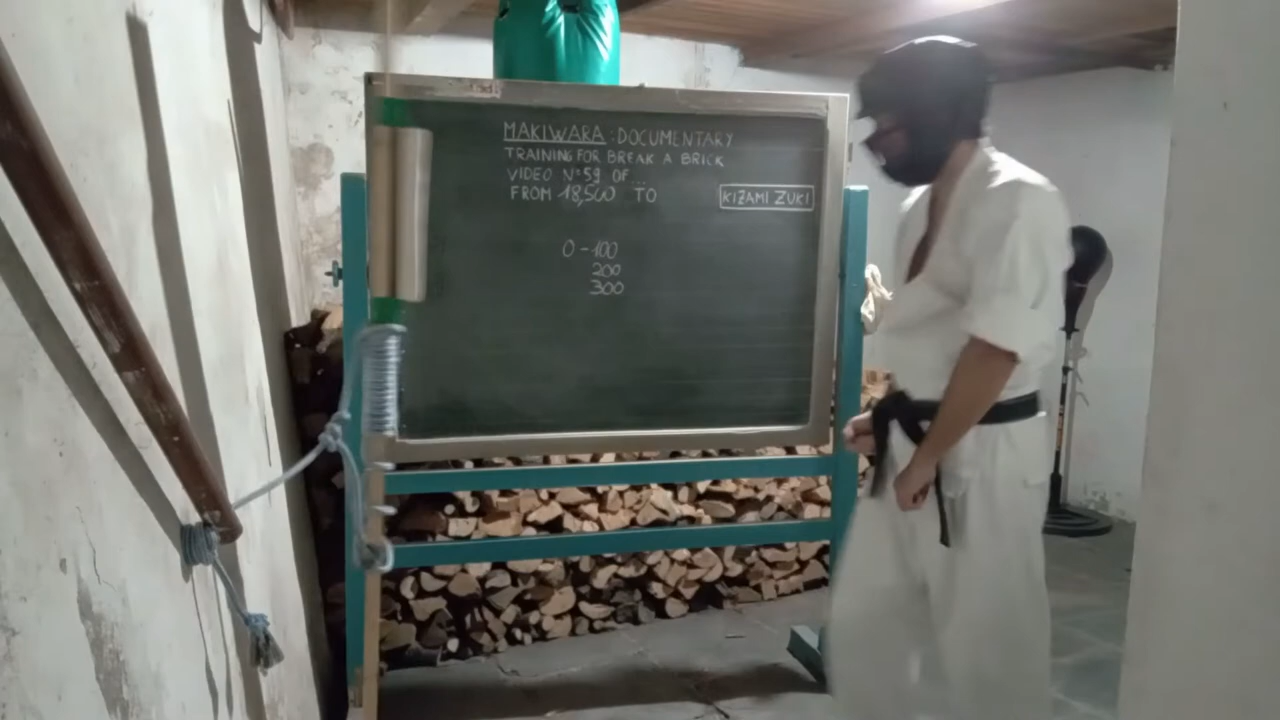 MAKIWARA : DOCUMENTARY
TRAINING FOR BREAK A BRICK
VIDEO Nº59 OF...
FROM 18,500 TO
KIZAMI ZUKI
0-100
200
300